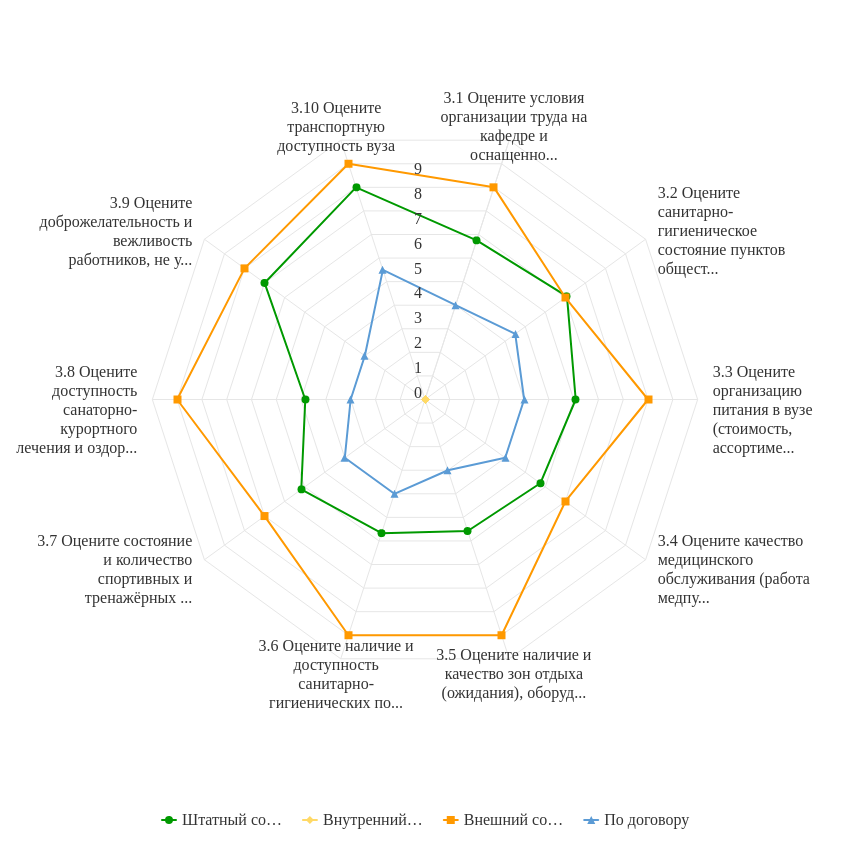 3.1 Оцените условия
организации труда на
кафедре и
оснащенно...
3.2 Оцените
санитарно-
гигиеническое
состояние пунктов
общест...
3.3 Оцените
организацию
питания в вузе
(стоимость,
ассортиме...
3.4 Оцените качество
медицинского
обслуживания (работа
медпу...
3.5 Оцените наличие и
качество зон отдыха
(ожидания), оборуд...
3.6 Оцените наличие и
доступность
санитарно-
гигиенических по...
3.7 Оцените состояние
и количество
спортивных и
тренажёрных ...
3.8 Оцените
доступность
санаторно-
курортного
лечения и оздор...
3.9 Оцените
доброжелательность и
вежливость
работников, не у...
3.10 Оцените
транспортную
доступность вуза
9
8
7
6
5
4
3
2
1
0
Штатный со…
Внутренний…
Внешний со…
По договору